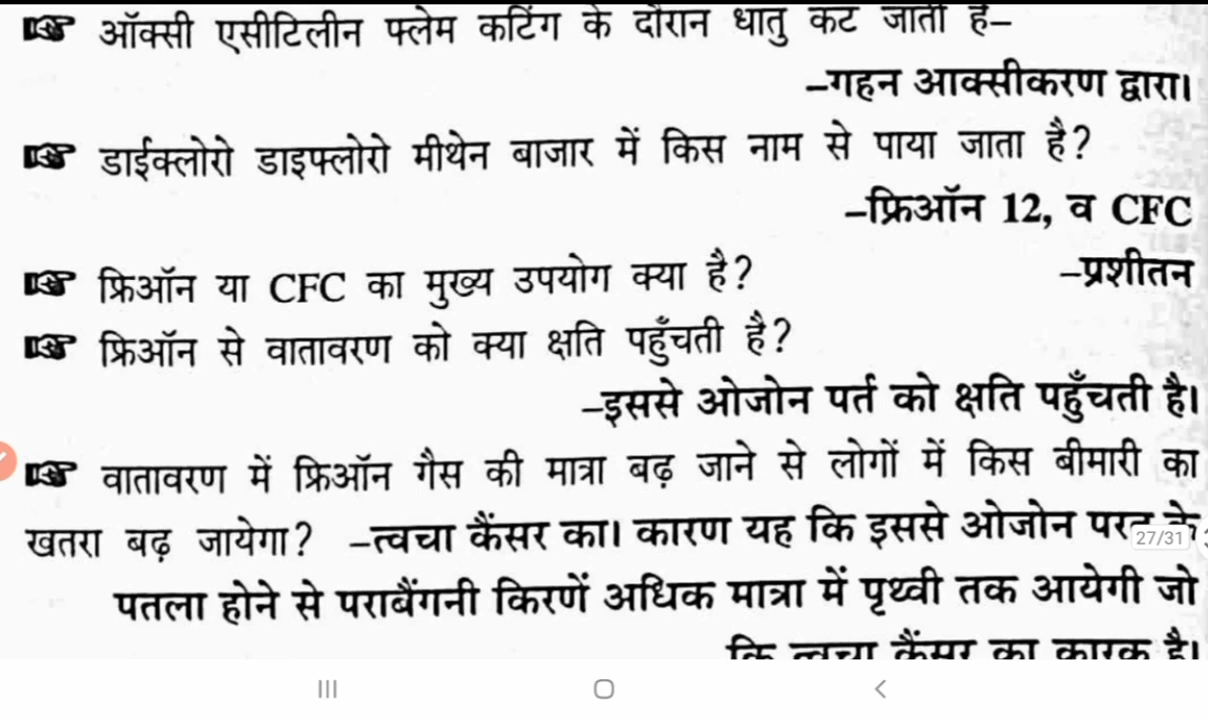 ऑक्सी एसीटिलीन फ्लेम कटिंग के दौरान धातु कट जाती है–
–गहन आक्सीकरण द्वारा।
डाईक्लोरो डाइफ्लोरो मीथेन बाजार में किस नाम से पाया जाता है?
–फ्रिऑन 12, व CFC
फ्रिऑन या CFC का मुख्य उपयोग क्या है? –प्रशीतन
फ्रिऑन से वातावरण को क्या क्षति पहुँचती है?
–इससे ओजोन पर्त को क्षति पहुँचती है।
वातावरण में फ्रिऑन गैस की मात्रा बढ़ जाने से लोगों में किस बीमारी का
खतरा बढ़ जायेगा? –त्वचा कैंसर का। कारण यह कि इससे ओजोन परत के
27/31
पतला होने से पराबैंगनी किरणें अधिक मात्रा में पृथ्वी तक आयेगी जो
कि त्वचा कैंसर का कारक है।